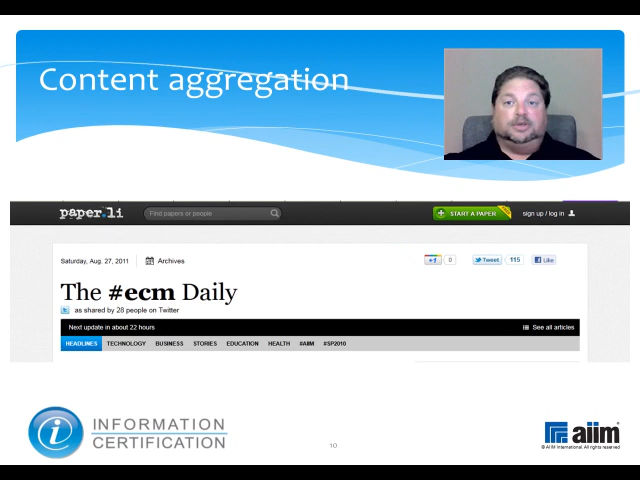 Content aggregation
paper.li
Find papers or people
START A PAPER
sign up / log in
Saturday, Aug. 27, 2011
Archives
+1 0
Tweet 115
Like
The #ecm Daily
as shared by 28 people on Twitter
Next update in about 22 hours
See all articles
HEADLINES TECHNOLOGY BUSINESS STORIES EDUCATION HEALTH #AIIM #SP2010
i
INFORMATION
CERTIFICATION
10
aiim
© AIIM International. All rights reserved